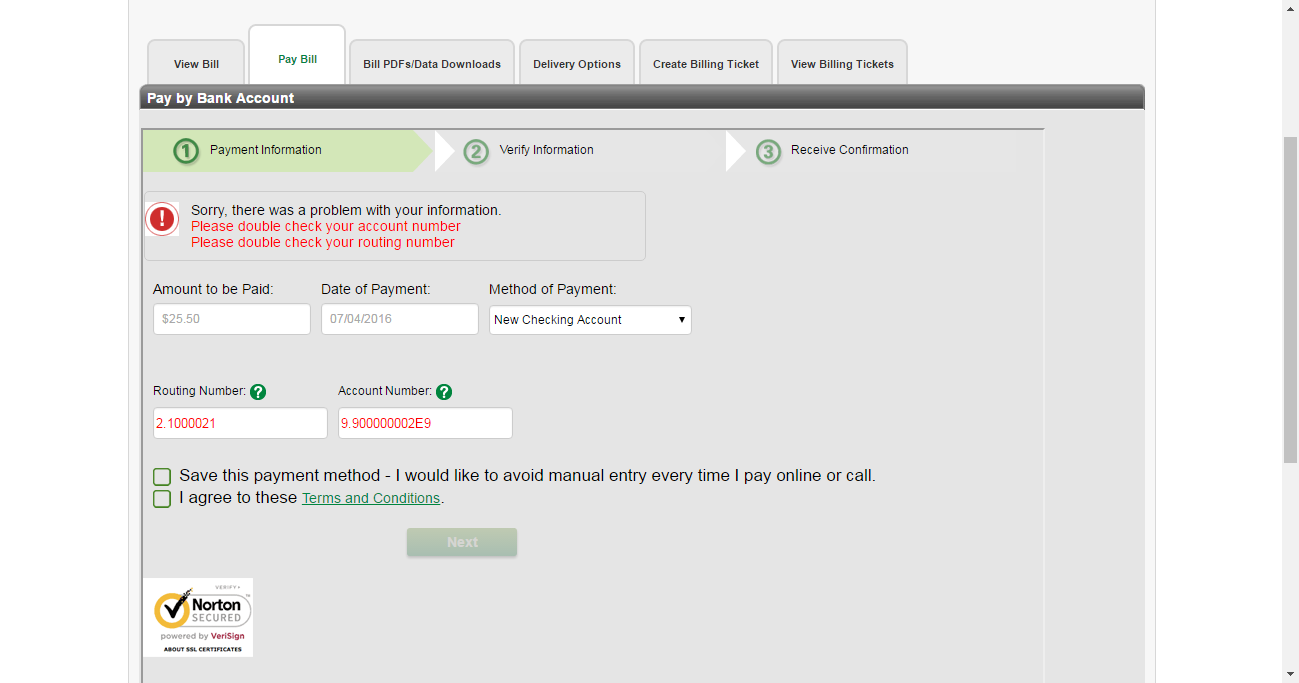 View Bill
Pay Bill
Bill PDFs/Data Downloads
Delivery Options
Create Billing Ticket
View Billing Tickets
Pay by Bank Account
1 Payment Information
2 Verify Information
3 Receive Confirmation
! Sorry, there was a problem with your information.
Please double check your account number
Please double check your routing number
Amount to be Paid: Date of Payment: Method of Payment:
$25.50 07/04/2016 New Checking Account
Routing Number: ? Account Number: ?
2.1000021 9.900000002E9
Save this payment method - I would like to avoid manual entry every time I pay online or call.
I agree to these Terms and Conditions.
Next
VERIFY
Norton
SECURED
powered by VeriSign
ABOUT SSL CERTIFICATES